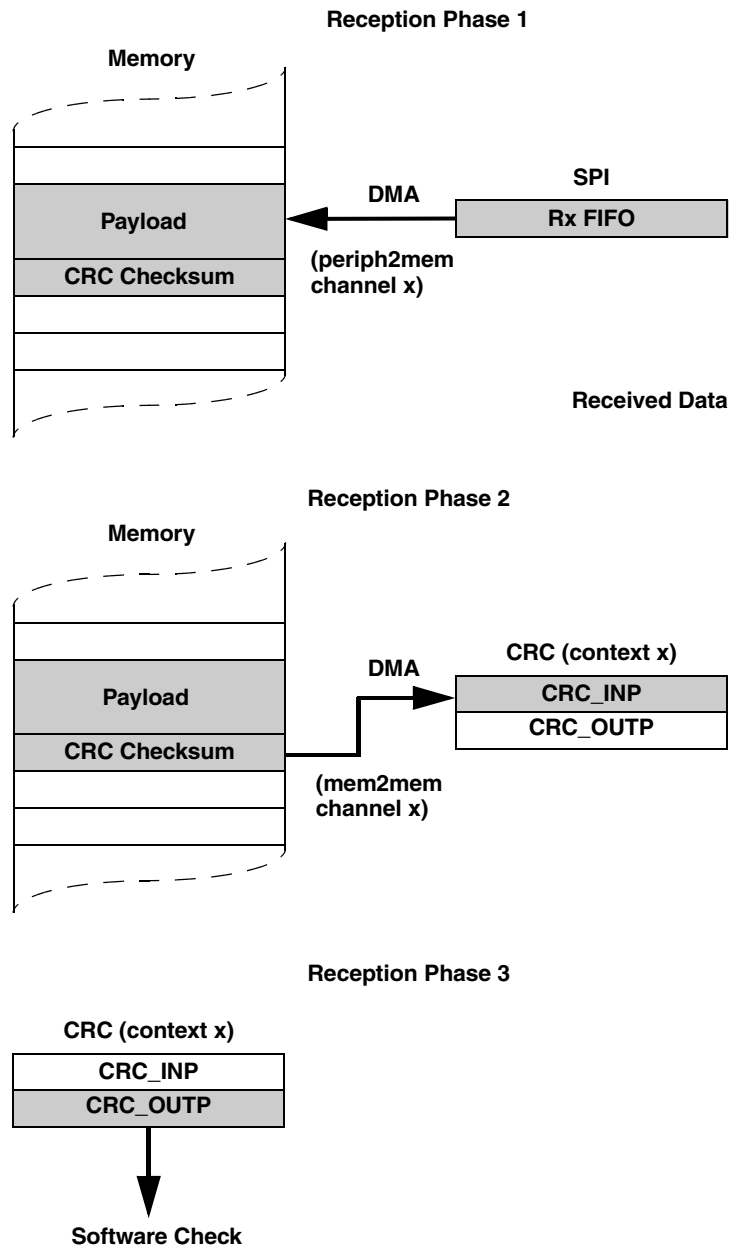 Reception Phase 1
Memory
SPI
DMA
Rx FIFO
Payload
(periph2mem
channel x)
CRC Checksum
Received Data
Reception Phase 2
Memory
CRC (context x)
DMA
CRC_INP
Payload
CRC_OUTP
CRC Checksum
(mem2mem
channel x)
Reception Phase 3
CRC (context x)
CRC_INP
CRC_OUTP
Software Check